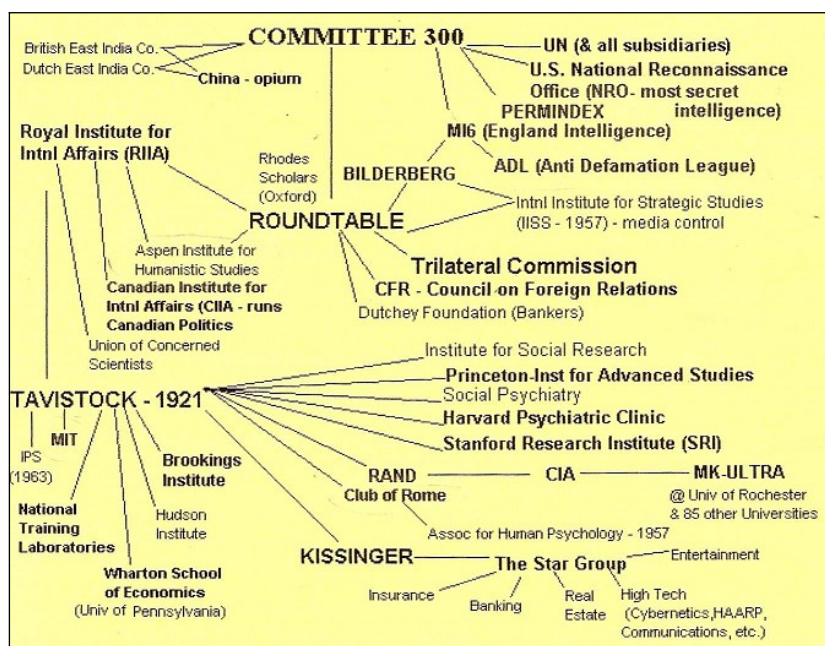 COMMITTEE 300
British East India Co.
Dutch East India Co.
China - opium
UN (& all subsidiaries)
U.S. National Reconnaissance
Office (NRO- most secret
intelligence)
PERMINDEX
MI6 (England Intelligence)
ADL (Anti Defamation League)
Royal Institute for
Intnl Affairs (RIIA)
Rhodes
Scholars
(Oxford)
BILDERBERG
Intnl Institute for Strategic Studies
(IISS - 1957) - media control
ROUNDTABLE
Aspen Institute for
Humanistic Studies
Canadian Institute for
Intnl Affairs (CIIA - runs
Canadian Politics
Union of Concerned
Scientists
Trilateral Commission
CFR - Council on Foreign Relations
Dutchey Foundation (Bankers)
TAVISTOCK - 1921
Institute for Social Research
Princeton-Inst for Advanced Studies
Social Psychiatry
Harvard Psychiatric Clinic
Stanford Research Institute (SRI)
IPS
(1963)
MIT
Brookings
Institute
National
Training
Laboratories
Hudson
Institute
Wharton School
of Economics
(Univ of Pennsylvania)
RAND
CIA
MK-ULTRA
@ Univ of Rochester
& 85 other Universities
Club of Rome
Assoc for Human Psychology - 1957
KISSINGER
The Star Group
Entertainment
Insurance
Banking
Real
Estate
High Tech
(Cybernetics,HAARP,
Communications, etc.)